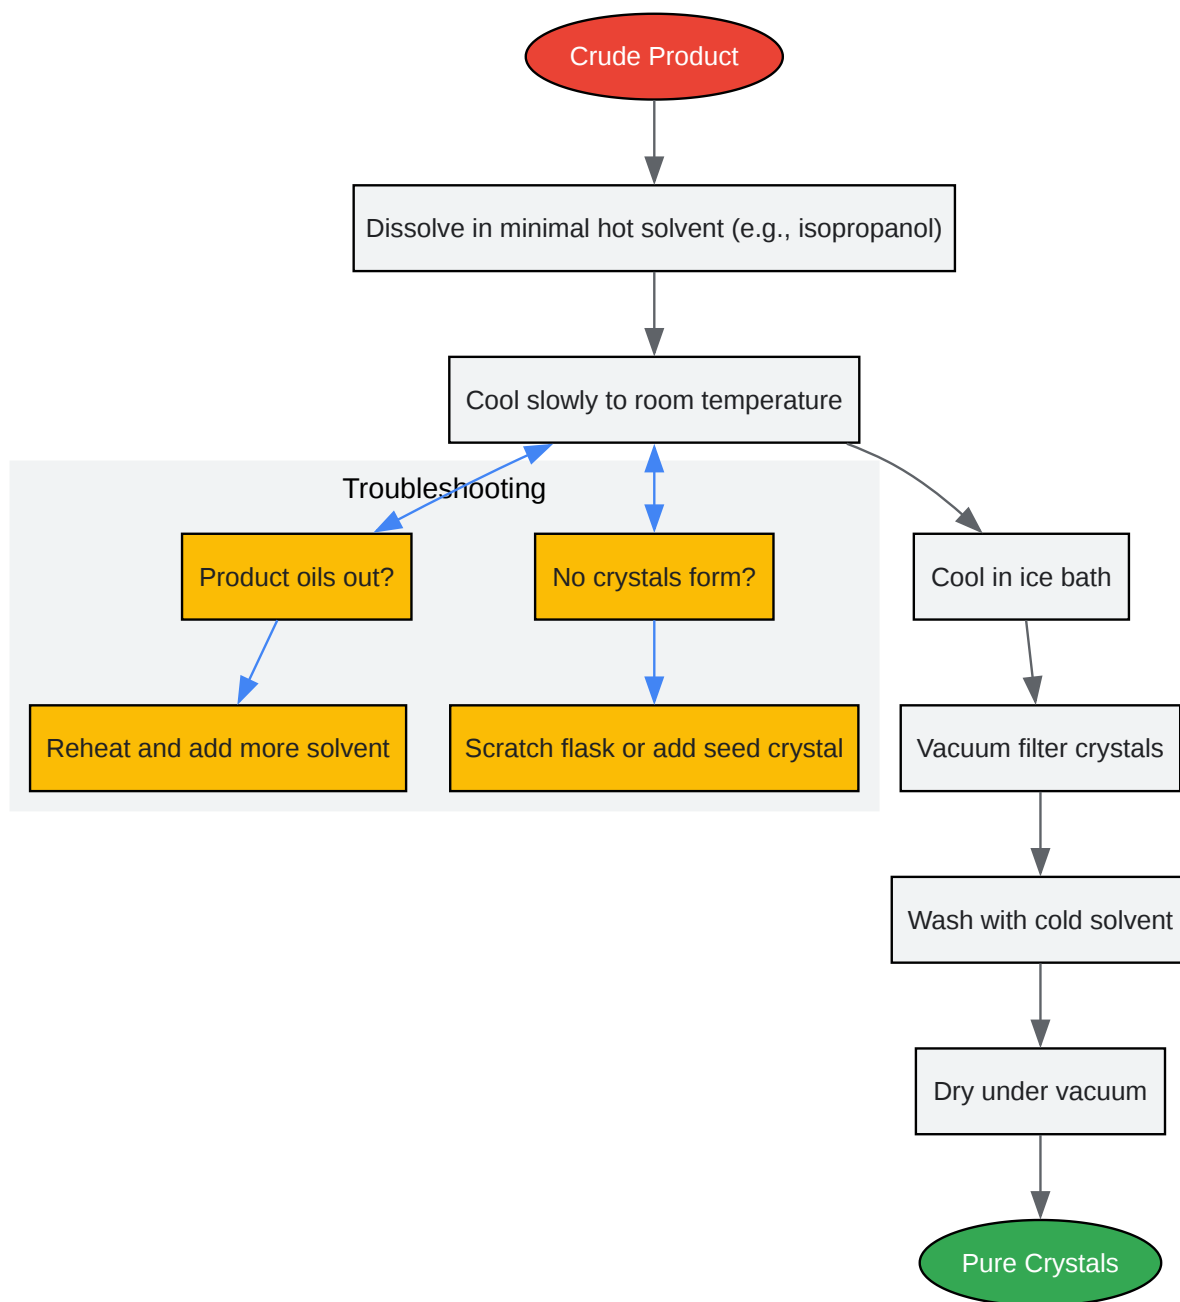 Crude Product
Dissolve in minimal hot solvent (e.g., isopropanol)
Cool slowly to room temperature
Troubleshooting
Product oils out?
No crystals form?
Cool in ice bath
Reheat and add more solvent
Scratch flask or add seed crystal
Vacuum filter crystals
Wash with cold solvent
Dry under vacuum
Pure Crystals